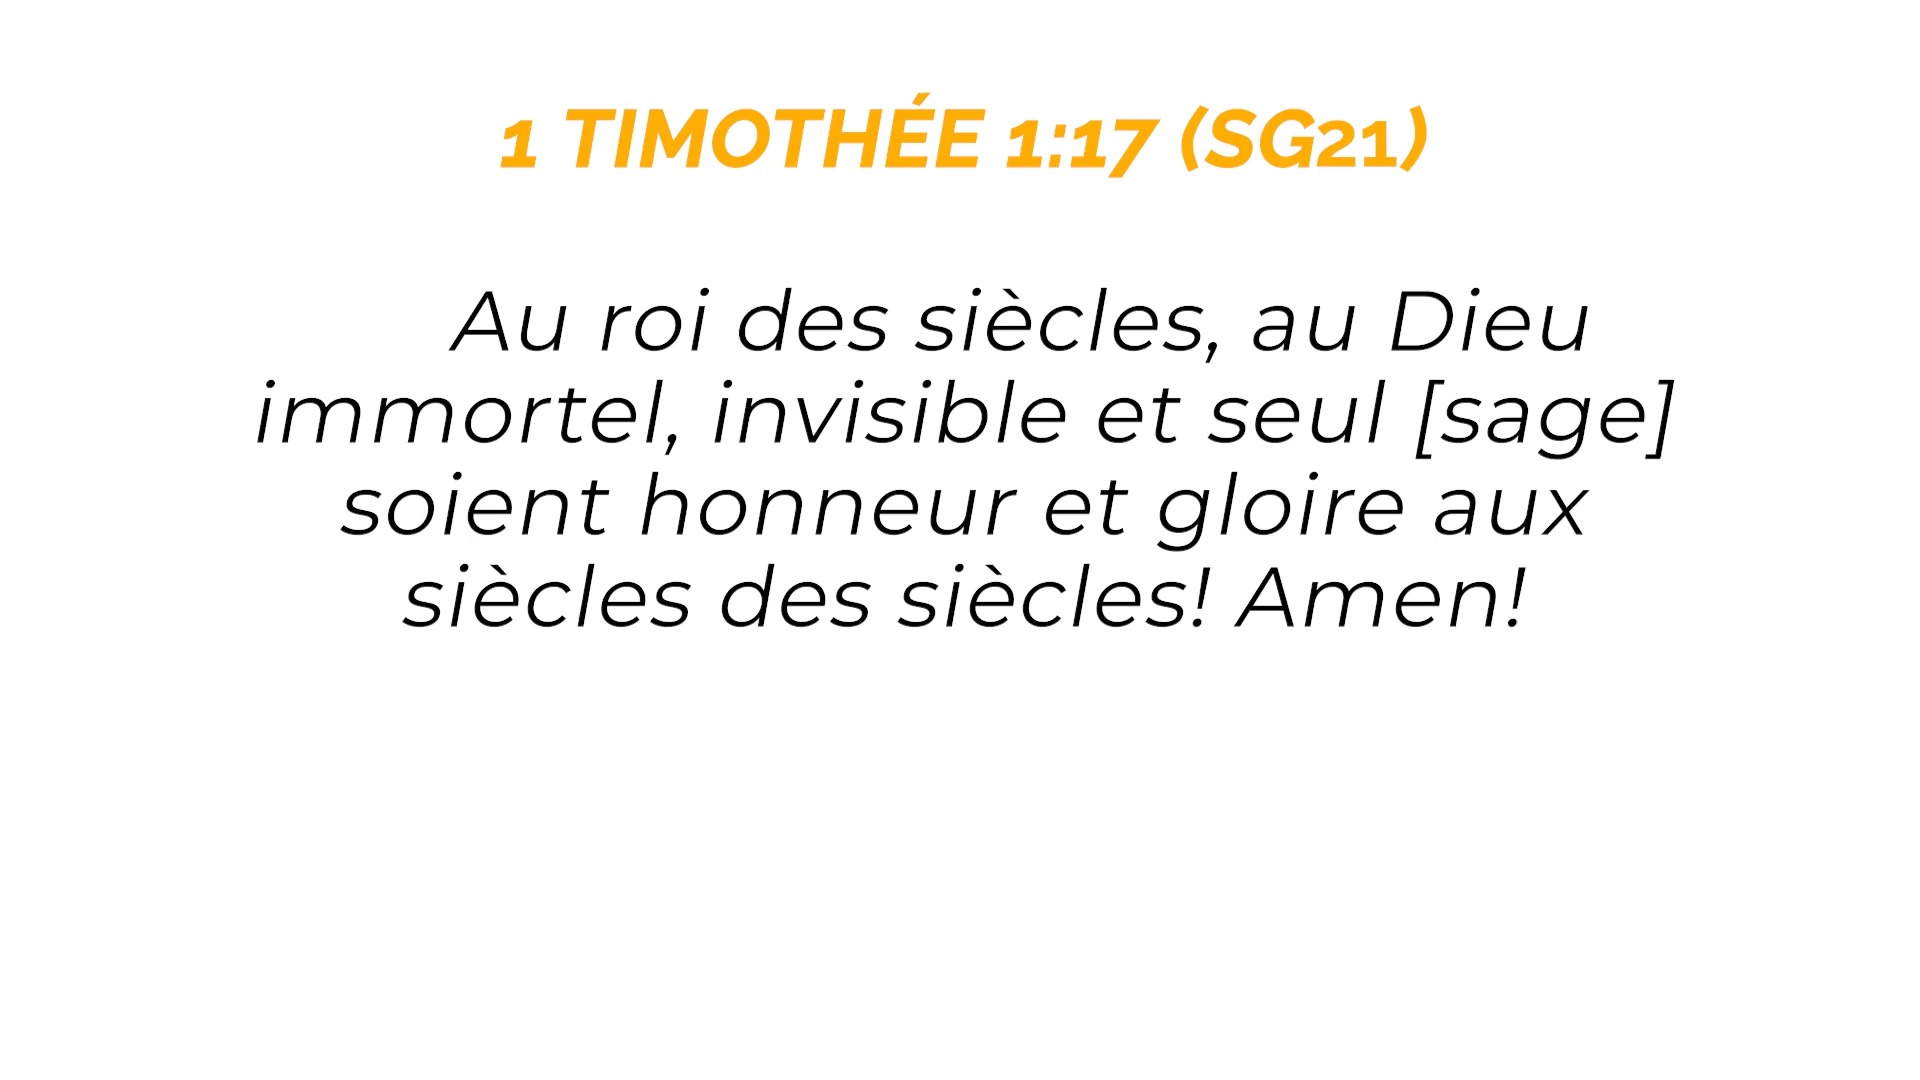 1 TIMOTHÉE 1:17 (SG21)
Au roi des siècles, au Dieu
immortel, invisible et seul [sage]
soient honneur et gloire aux
siècles des siècles! Amen!